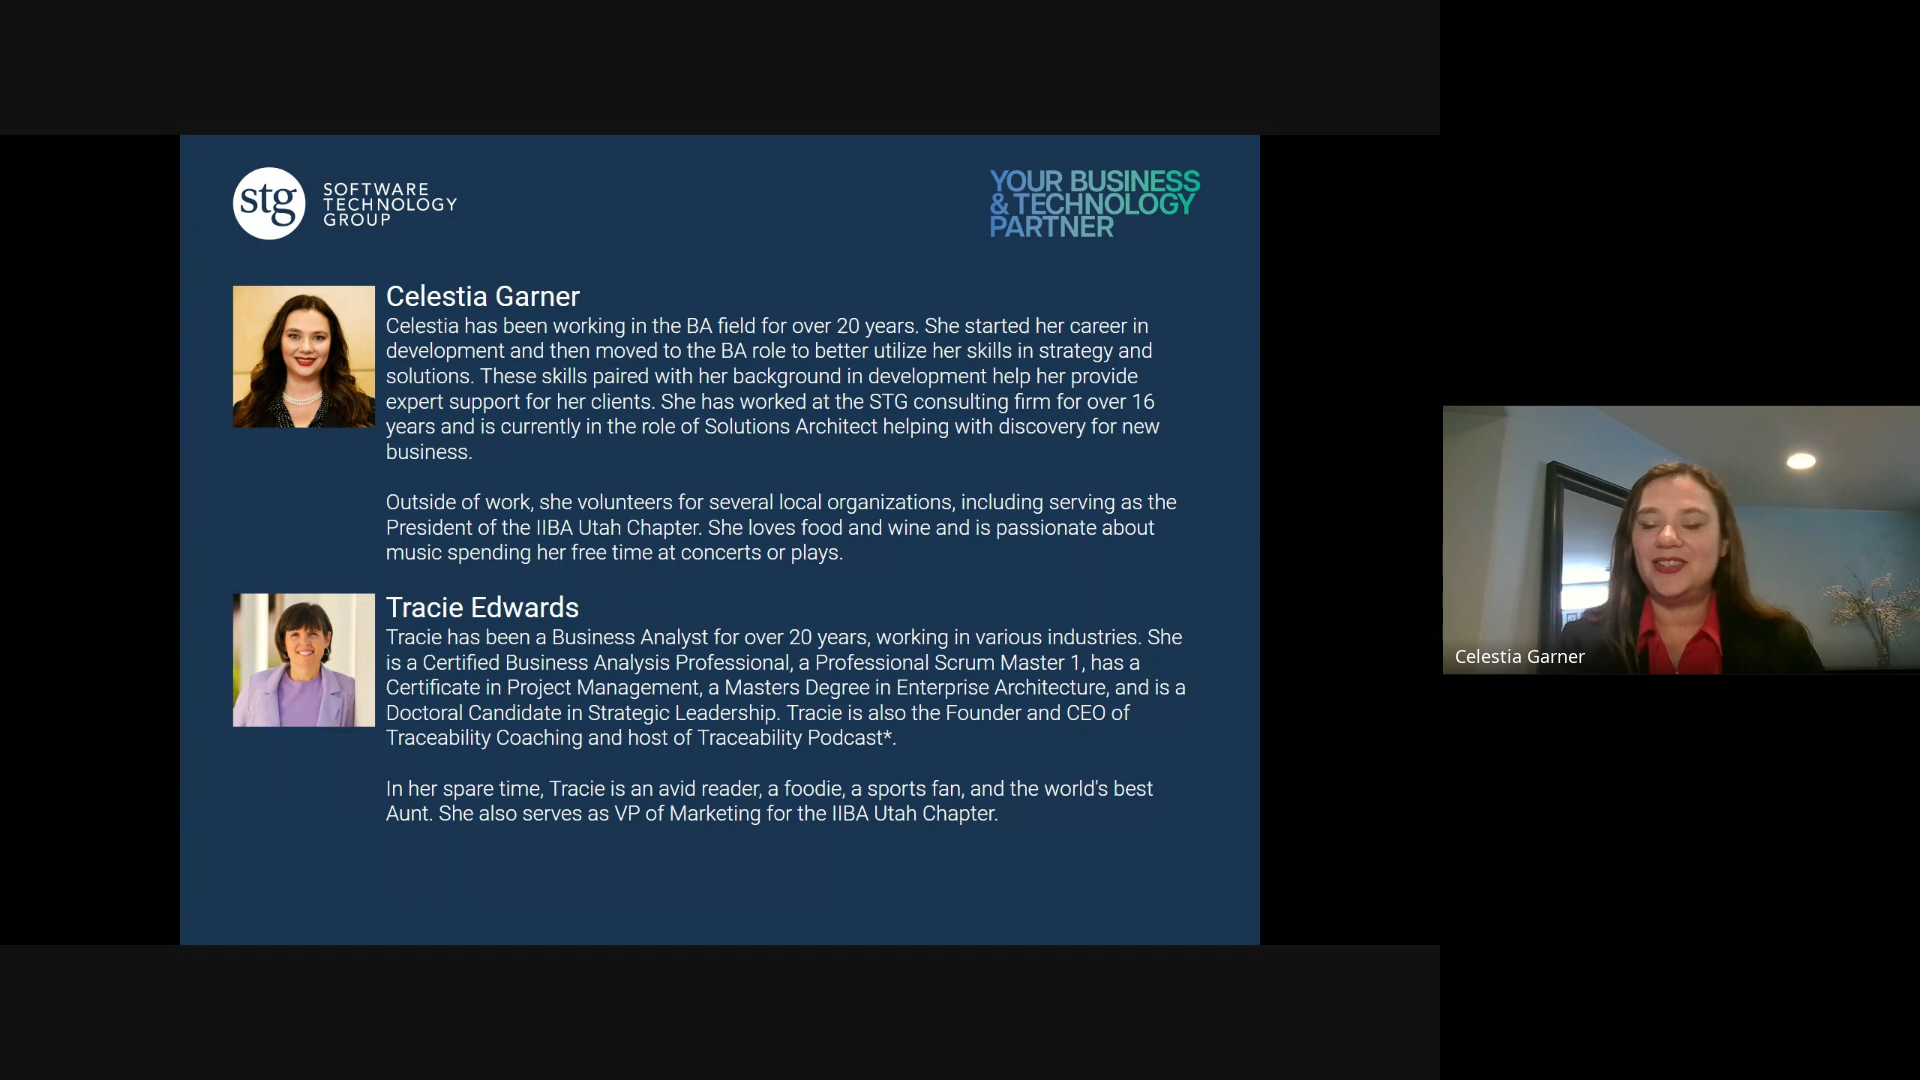 stg
SOFTWARE
TECHNOLOGY
GROUP
YOUR BUSINESS
& TECHNOLOGY
PARTNER
Celestia Garner
Celestia has been working in the BA field for over 20 years. She started her career in
development and then moved to the BA role to better utilize her skills in strategy and
solutions. These skills paired with her background in development help her provide
expert support for her clients. She has worked at the STG consulting firm for over 16
years and is currently in the role of Solutions Architect helping with discovery for new
business.
Outside of work, she volunteers for several local organizations, including serving as the
President of the IIBA Utah Chapter. She loves food and wine and is passionate about
music spending her free time at concerts or plays.
Tracie Edwards
Tracie has been a Business Analyst for over 20 years, working in various industries. She
is a Certified Business Analysis Professional, a Professional Scrum Master 1, has a
Certificate in Project Management, a Masters Degree in Enterprise Architecture, and is a
Doctoral Candidate in Strategic Leadership. Tracie is also the Founder and CEO of
Traceability Coaching and host of Traceability Podcast*.
In her spare time, Tracie is an avid reader, a foodie, a sports fan, and the world's best
Aunt. She also serves as VP of Marketing for the IIBA Utah Chapter.
Celestia Garner